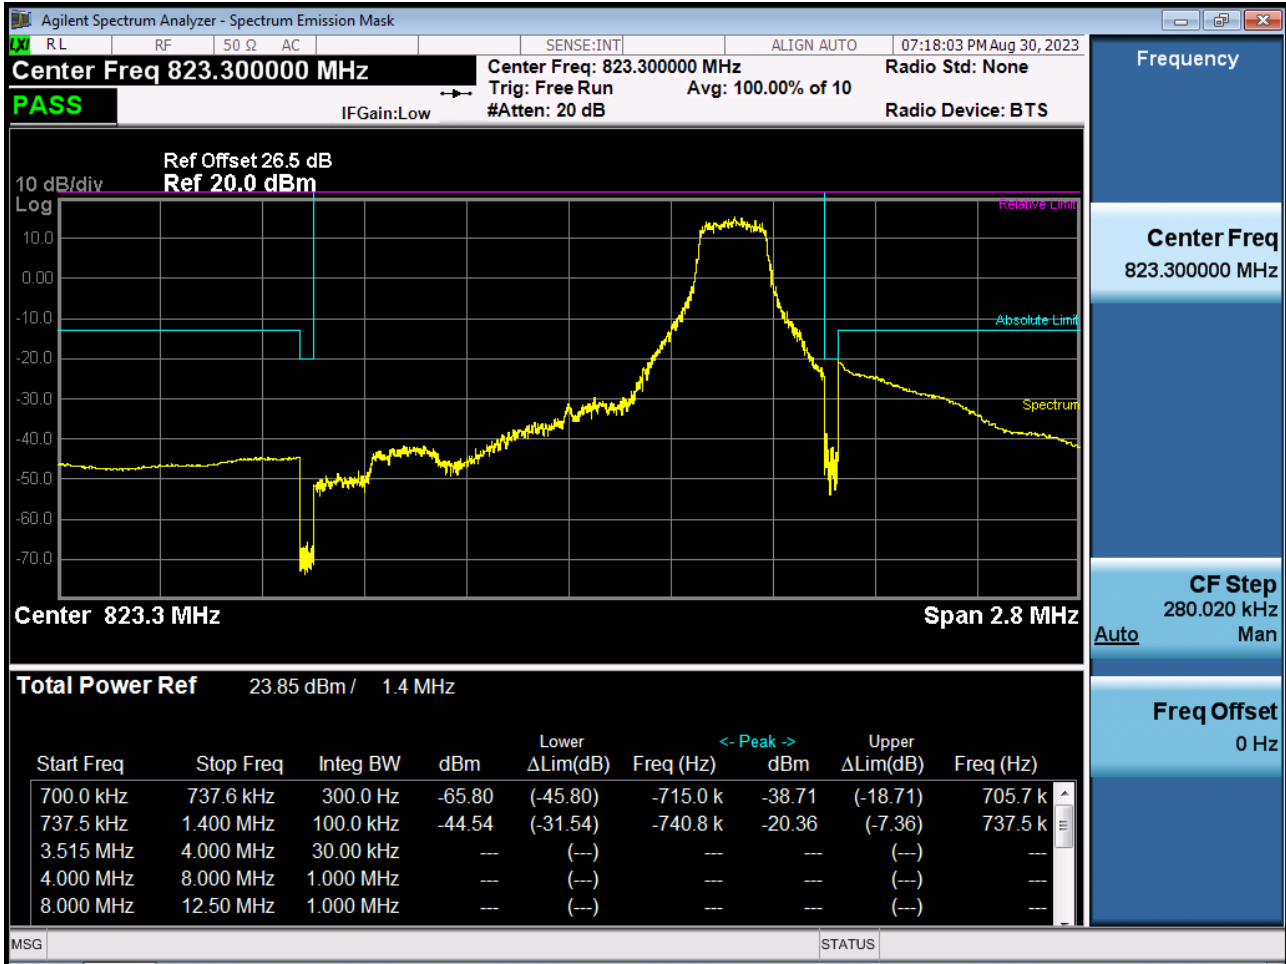 Agilent Spectrum Analyzer - Spectrum Emission Mask
LXI RL RF 50 Ω AC SENSE:INT ALIGN AUTO 07:18:03 PM Aug 30, 2023
Center Freq 823.300000 MHz
PASS
IFGain:Low
Center Freq: 823.300000 MHz
Trig: Free Run Avg: 100.00% of 10
#Atten: 20 dB
Radio Std: None
Radio Device: BTS
Ref Offset 26.5 dB
10 dB/div Ref 20.0 dBm
Log
Relative Limit
10.0
0.00
-10.0
Absolute Limit
-20.0
-30.0
Spectrum
-40.0
-50.0
-60.0
-70.0
Center 823.3 MHz Span 2.8 MHz
Total Power Ref 23.85 dBm / 1.4 MHz
Lower <- Peak -> Upper
Start Freq Stop Freq Integ BW dBm ΔLim(dB) Freq (Hz) dBm ΔLim(dB) Freq (Hz)
700.0 kHz 737.6 kHz 300.0 Hz -65.80 (-45.80) -715.0 k -38.71 (-18.71) 705.7 k
737.5 kHz 1.400 MHz 100.0 kHz -44.54 (-31.54) -740.8 k -20.36 (-7.36) 737.5 k
3.515 MHz 4.000 MHz 30.00 kHz --- (---) --- --- (---) ---
4.000 MHz 8.000 MHz 1.000 MHz --- (---) --- --- (---) ---
8.000 MHz 12.50 MHz 1.000 MHz --- (---) --- --- (---) ---
MSG STATUS
Frequency
Center Freq
823.300000 MHz
CF Step
280.020 kHz
Auto Man
Freq Offset
0 Hz